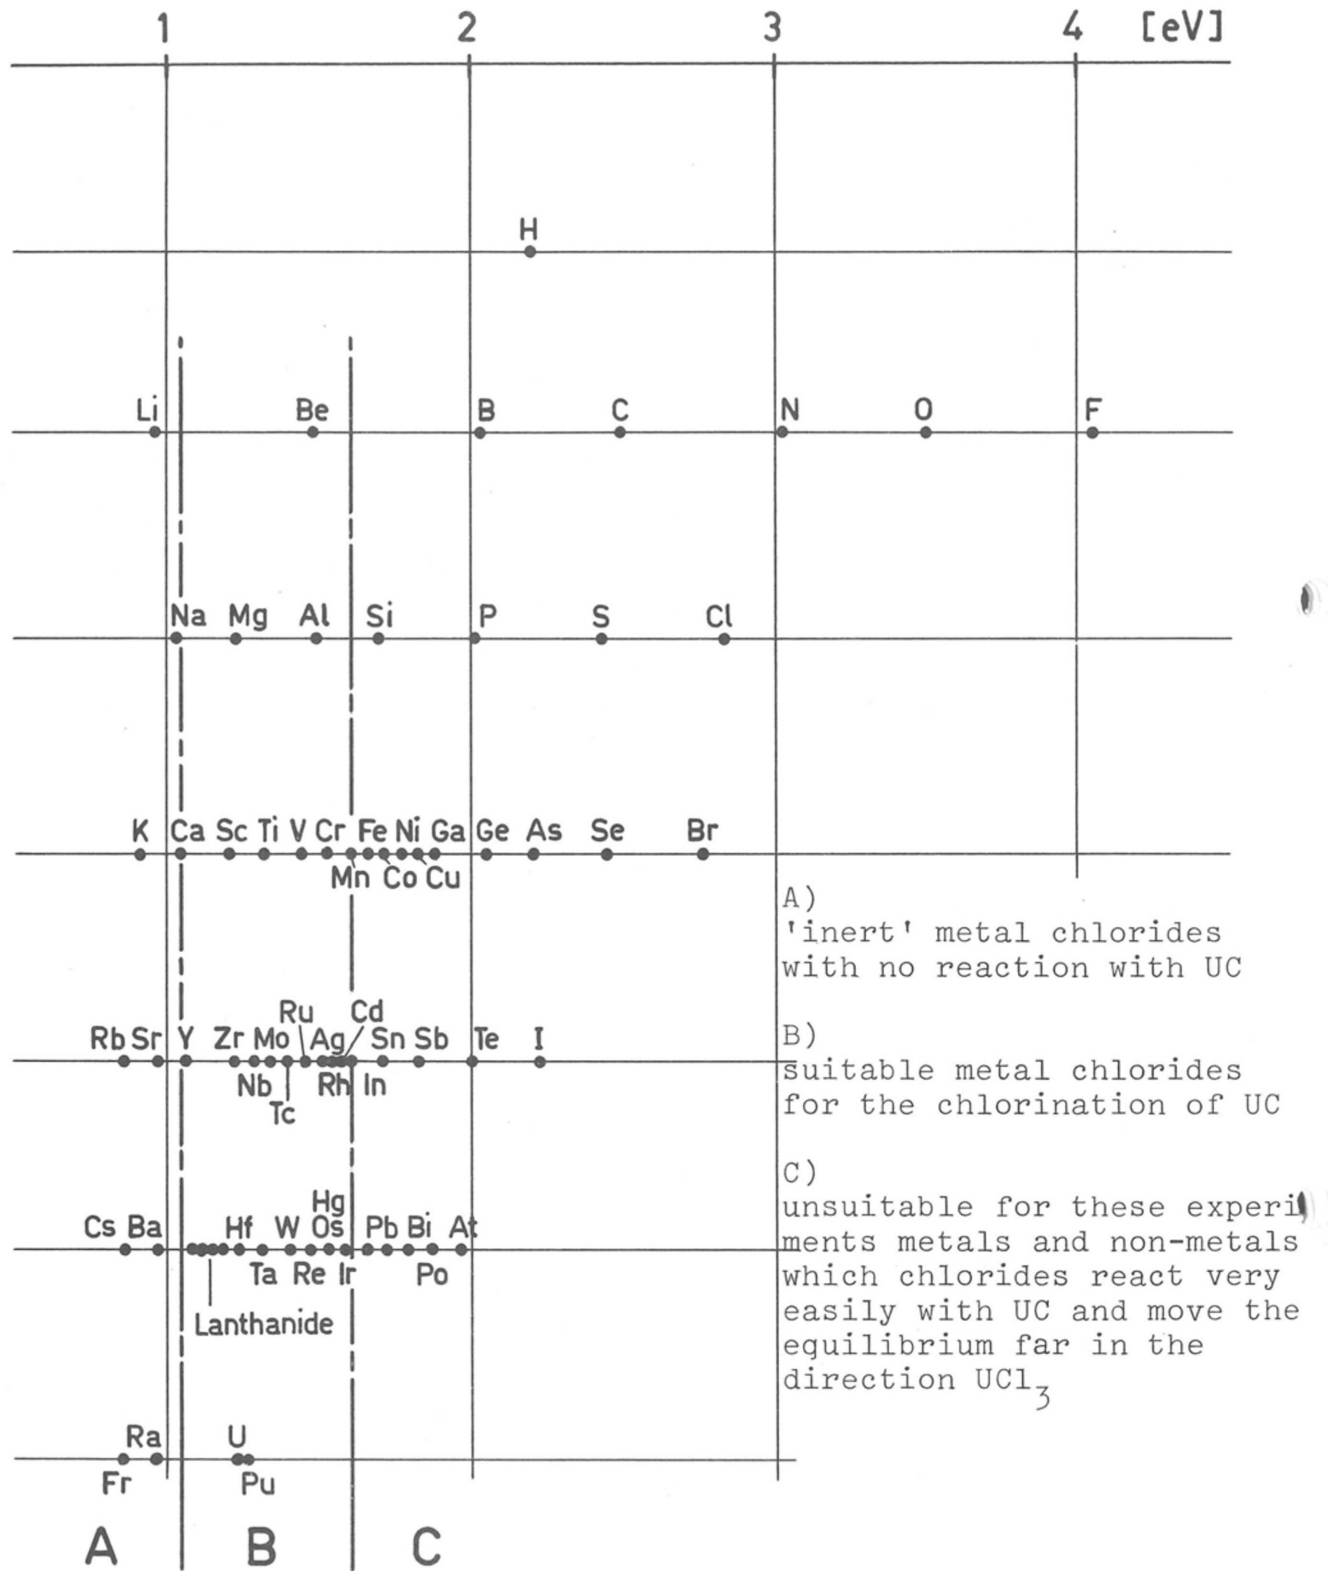 1 2 3 4 [eV]
H
Li Be B C N O F
Na Mg Al Si P S Cl
K Ca Sc Ti V Cr Fe Ni Ga Ge As Se Br
Mn Co Cu
A)
'inert' metal chlorides
with no reaction with UC
Ru Cd
Rb Sr Y Zr Mo Ag Sn Sb Te I
Nb Rh In
Tc
B)
suitable metal chlorides
for the chlorination of UC
Hg
Cs Ba Hf W Os Pb Bi At
Ta Re Ir Po
Lanthanide
C)
unsuitable for these experi
ments metals and non-metals
which chlorides react very
easily with UC and move the
equilibrium far in the
direction UCl3
Ra U
Fr Pu
A B C